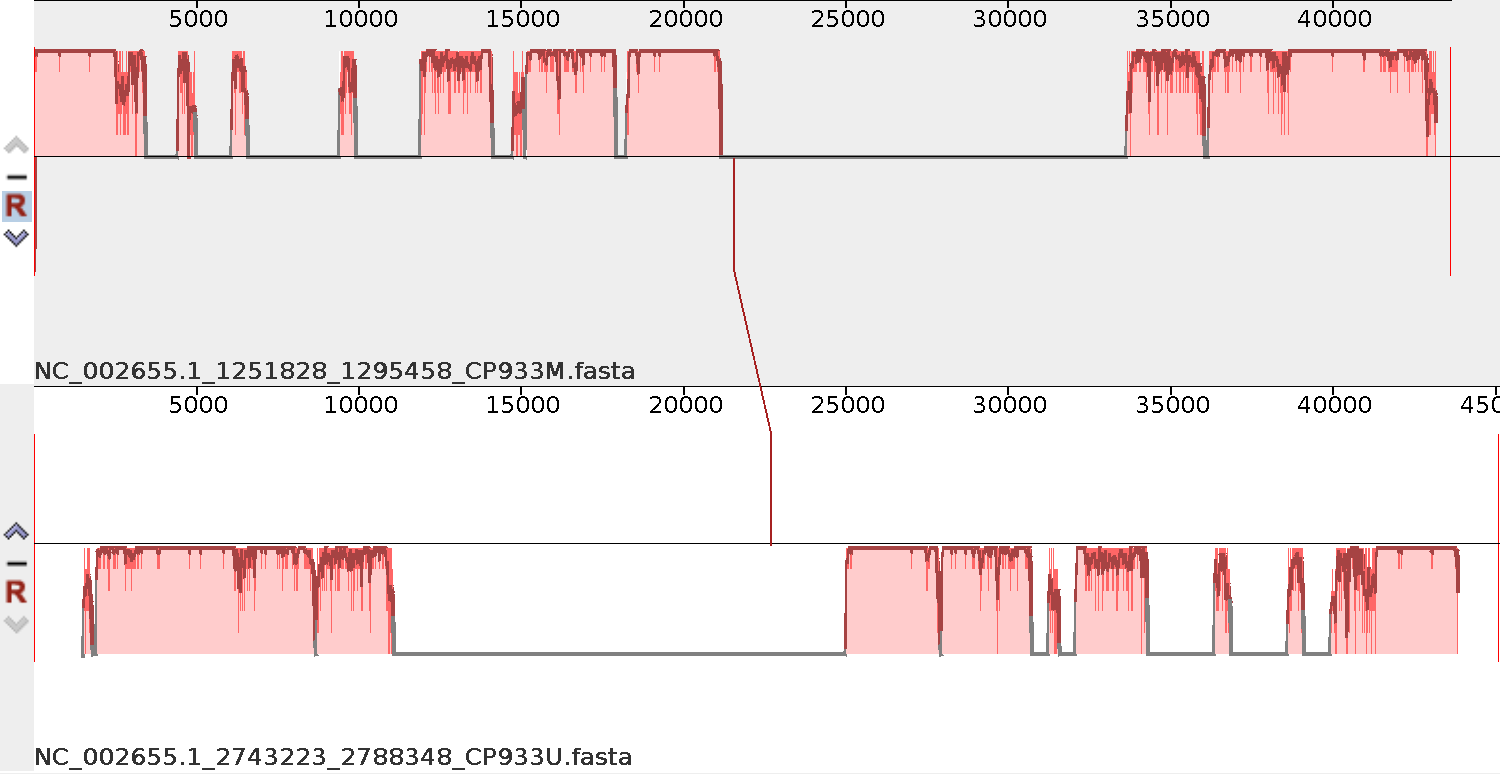 5000 10000 15000 20000 25000 30000 35000 40000
R
NC_002655.1_1251828_1295458_CP933M.fasta
5000 10000 15000 20000 25000 30000 35000 40000 450
R
NC_002655.1_2743223_2788348_CP933U.fasta